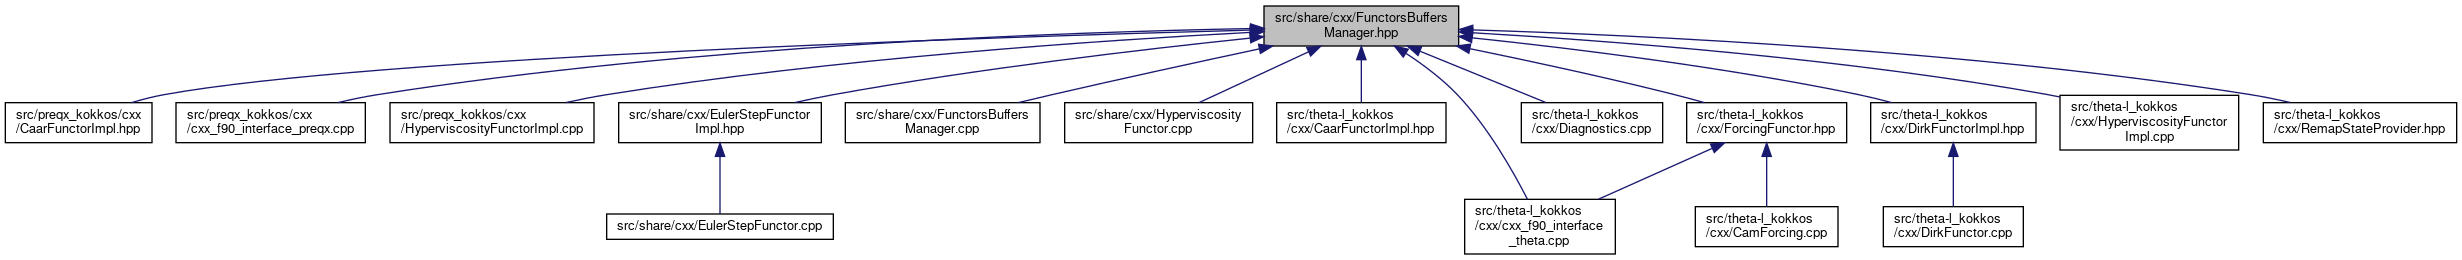 src/share/cxx/FunctorsBuffers
Manager.hpp
src/preqx_kokkos/cxx
/CaarFunctorImpl.hpp
src/preqx_kokkos/cxx
/cxx_f90_interface_preqx.cpp
src/preqx_kokkos/cxx
/HyperviscosityFunctorImpl.cpp
src/share/cxx/EulerStepFunctor
Impl.hpp
src/share/cxx/FunctorsBuffers
Manager.cpp
src/share/cxx/Hyperviscosity
Functor.cpp
src/theta-l_kokkos
/cxx/CaarFunctorImpl.hpp
src/theta-l_kokkos
/cxx/Diagnostics.cpp
src/theta-l_kokkos
/cxx/ForcingFunctor.hpp
src/theta-l_kokkos
/cxx/DirkFunctorImpl.hpp
src/theta-l_kokkos
/cxx/HyperviscosityFunctor
Impl.cpp
src/theta-l_kokkos
/cxx/RemapStateProvider.hpp
src/share/cxx/EulerStepFunctor.cpp
src/theta-l_kokkos
/cxx/cxx_f90_interface
_theta.cpp
src/theta-l_kokkos
/cxx/CamForcing.cpp
src/theta-l_kokkos
/cxx/DirkFunctor.cpp